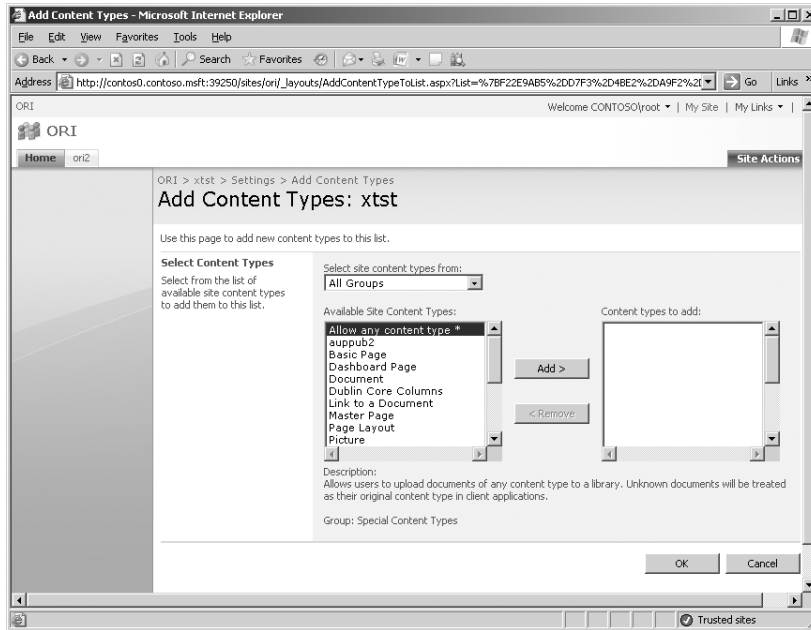 Add Content Types - Microsoft Internet Explorer
File Edit View Favorites Tools Help
Back Search Favorites
Address http://contos0.contoso.msft:39250/sites/ori/_layouts/AddContentTypeToList.aspx?List=%7BF22E9AB5%2DD7F3%2D4BE2%2DA9F2%2 Go Links »
ORI Welcome CONTOSO\root | My Site | My Links |
ORI
Home ori2 Site Actions
ORI > xtst > Settings > Add Content Types
Add Content Types: xtst
Use this page to add new content types to this list.
Select Content Types
Select from the list of
available site content types
to add them to this list.
Select site content types from:
All Groups
Available Site Content Types:
Allow any content type *
auppub2
Basic Page
Dashboard Page
Document
Dublin Core Columns
Link to a Document
Master Page
Page Layout
Picture
Add >
< Remove
Content types to add:
Description:
Allows users to upload documents of any content type to a library. Unknown documents will be treated
as their original content type in client applications.
Group: Special Content Types
OK Cancel
Trusted sites